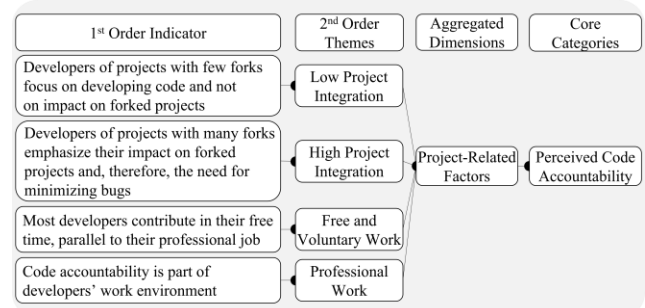 1st Order Indicator
2nd Order
Themes
Aggregated
Dimensions
Core
Categories
Developers of projects with few forks
focus on developing code and not
on impact on forked projects
Low Project
Integration
Developers of projects with many forks
emphasize their impact on forked
projects and, therefore, the need for
minimizing bugs
High Project
Integration
Project-Related
Factors
Perceived Code
Accountability
Most developers contribute in their free
time, parallel to their professional job
Free and
Voluntary Work
Code accountability is part of
developers' work environment
Professional
Work